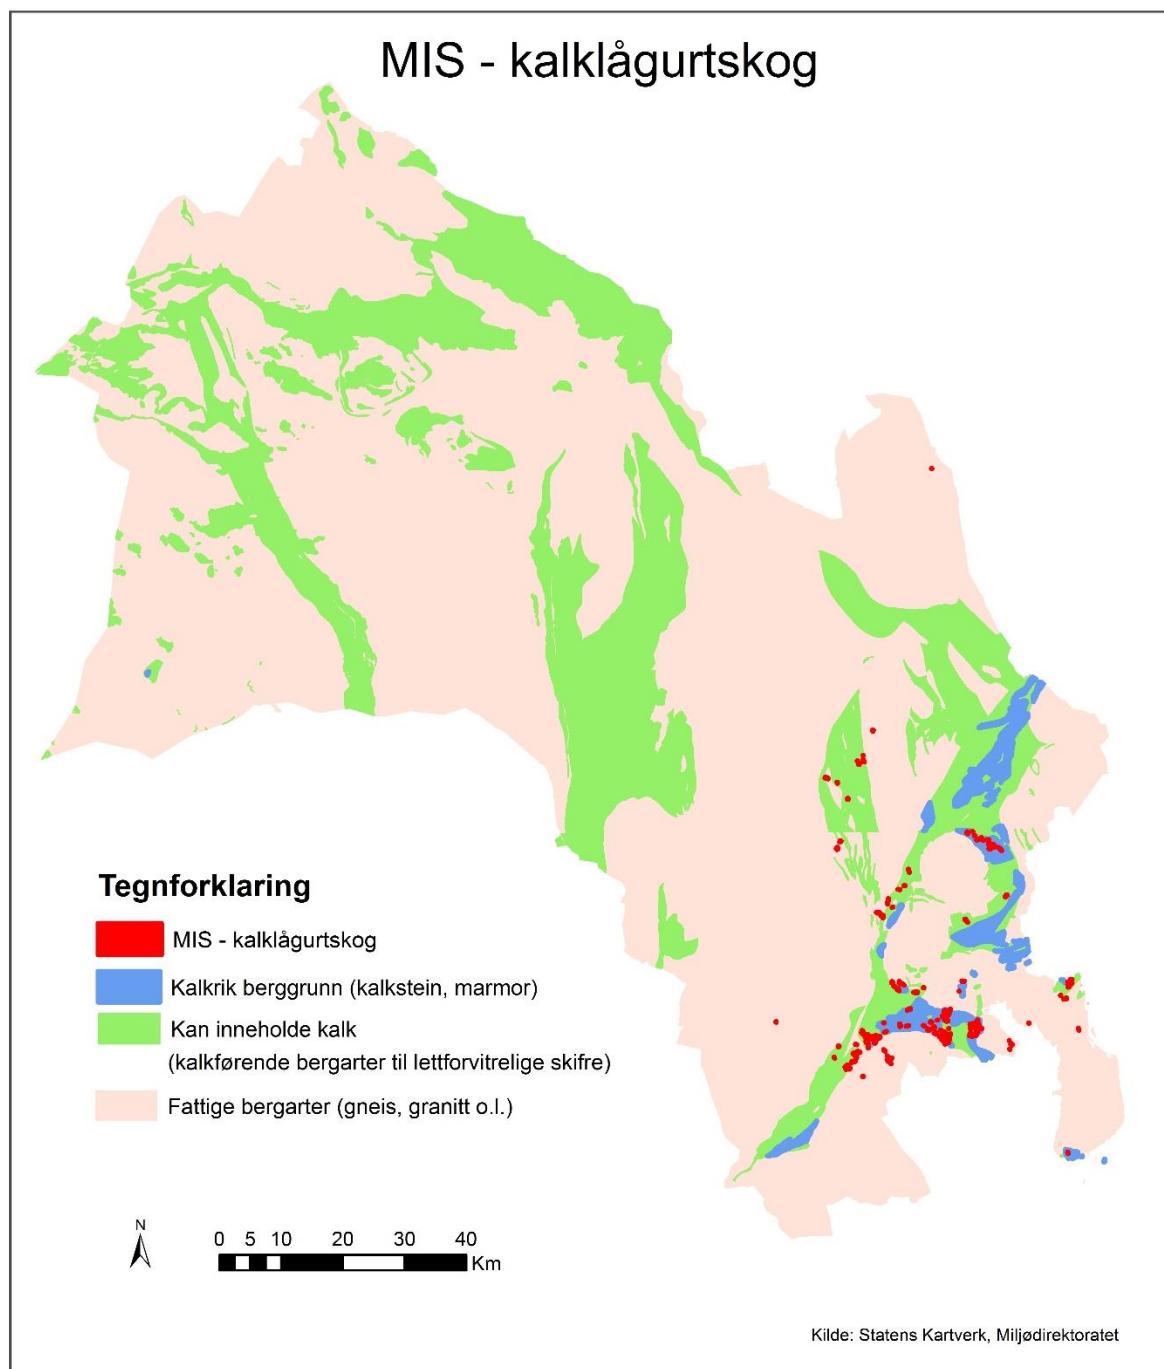 MIS - kalklågurtskog
Tegnforklaring
MIS - kalklågurtskog
Kalkrik berggrunn (kalkstein, marmor)
Kan inneholde kalk
(kalkførende bergarter til lettforvitrelige skifre)
Fattige bergarter (gneis, granitt o.l.)
N
0 5 10 20 30 40
Km
Kilde: Statens Kartverk, Miljødirektoratet